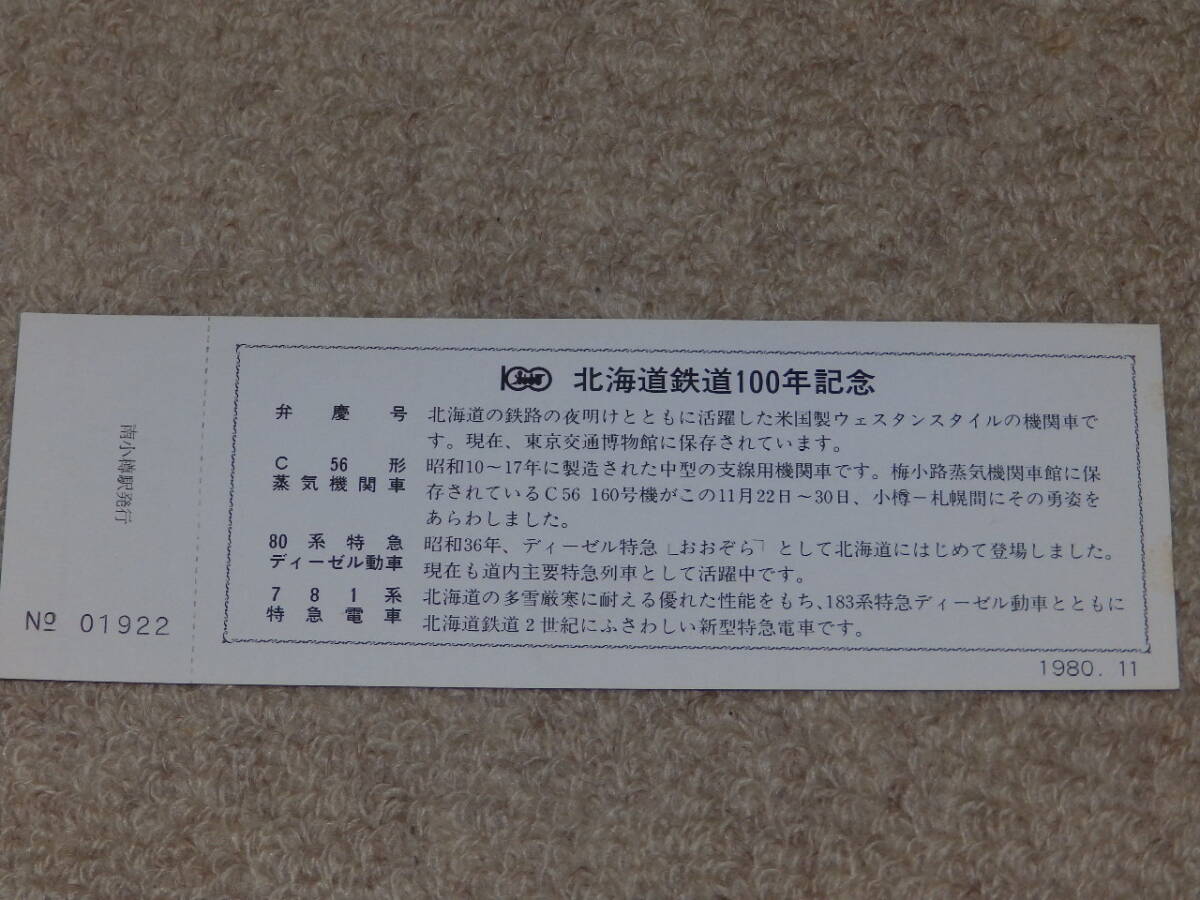 南小樽駅発行
№ 01922
100 北海道鉄道100年記念
弁慶号 北海道の鉄路の夜明けとともに活躍した米国製ウェスタンスタイルの機関車で
す。現在、東京交通博物館に保存されています。
C56形 昭和10〜17年に製造された中型の支線用機関車です。梅小路蒸気機関車館に保
蒸気機関車 存されているC56 160号機がこの11月22日〜30日、小樽－札幌間にその勇姿を
あらわしました。
80系特急 昭和36年、ディーゼル特急 ﹂おおぞら﹁ として北海道にはじめて登場しました。
ディーゼル動車 現在も道内主要特急列車として活躍中です。
781系 北海道の多雪厳寒に耐える優れた性能をもち、183系特急ディーゼル動車とともに
特急電車 北海道鉄道2世紀にふさわしい新型特急電車です。
1980. 11